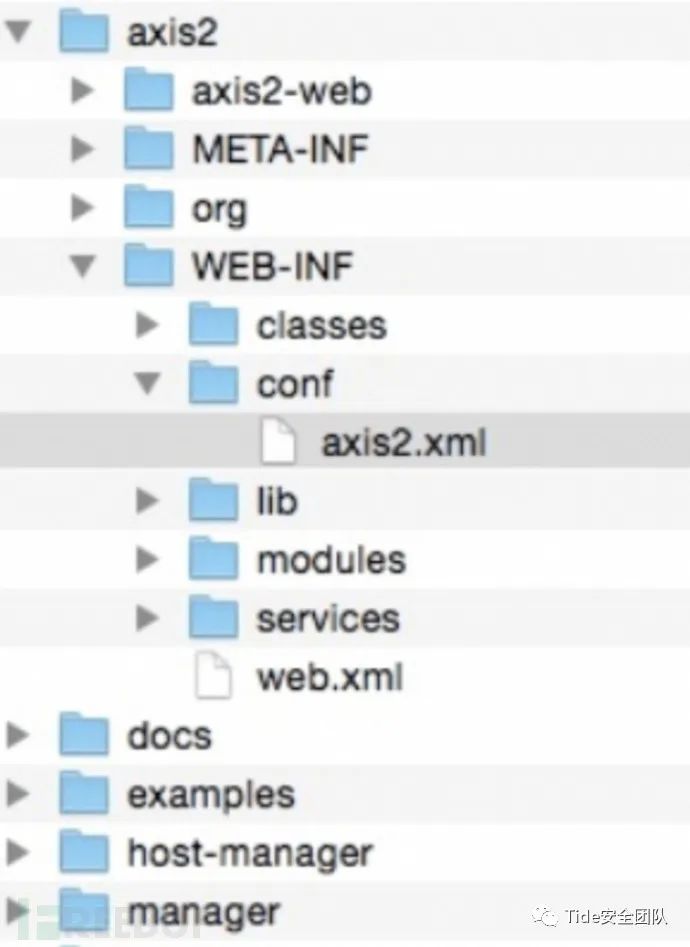 axis2
axis2-web
META-INF
org
WEB-INF
classes
conf
axis2.xml
lib
modules
services
web.xml
docs
examples
host-manager
manager
Tide安全团队